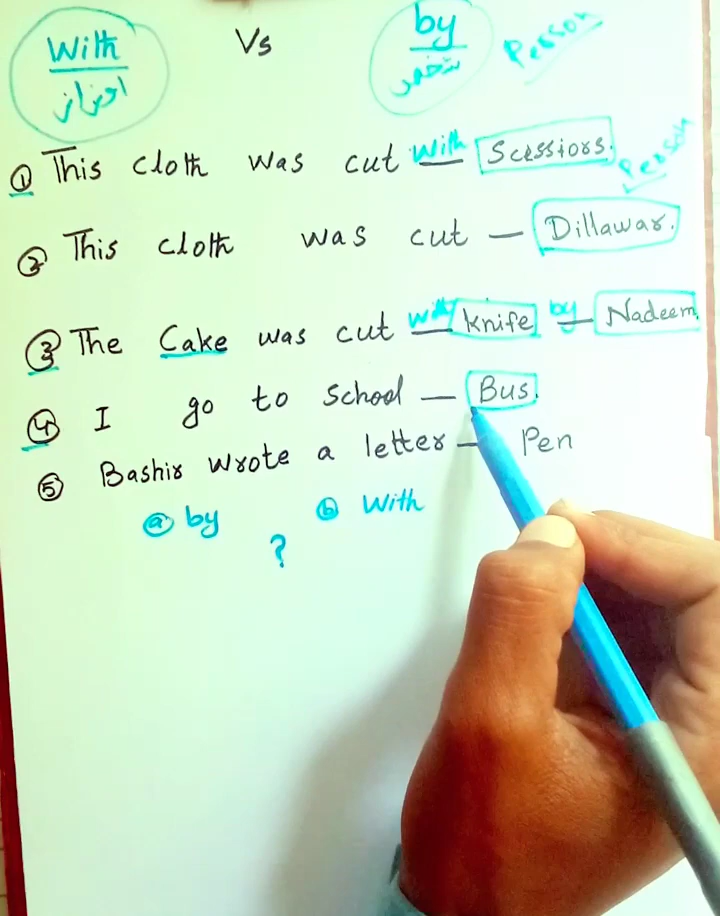 With Vs by Person
اوزار شخص
① This cloth was cut with Scessiors. Person
② This cloth was cut — Dillawar.
③ The Cake was cut with knife by Nadeem.
④ I go to school — Bus.
⑤ Bashir wrote a letter — Pen
ⓐ by ⓑ With
?